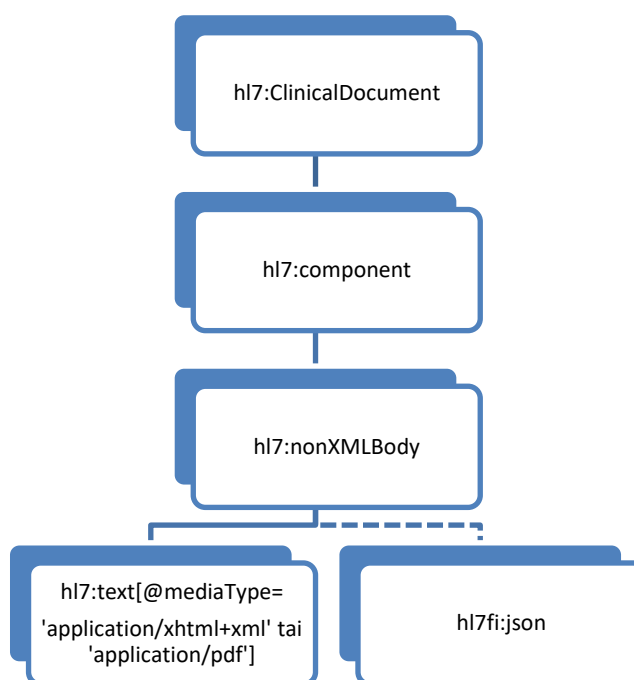 hl7:ClinicalDocument
hl7:component
hl7:nonXMLBody
hl7:text[@mediaType=
'application/xhtml+xml' tai
'application/pdf']
hl7fi:json